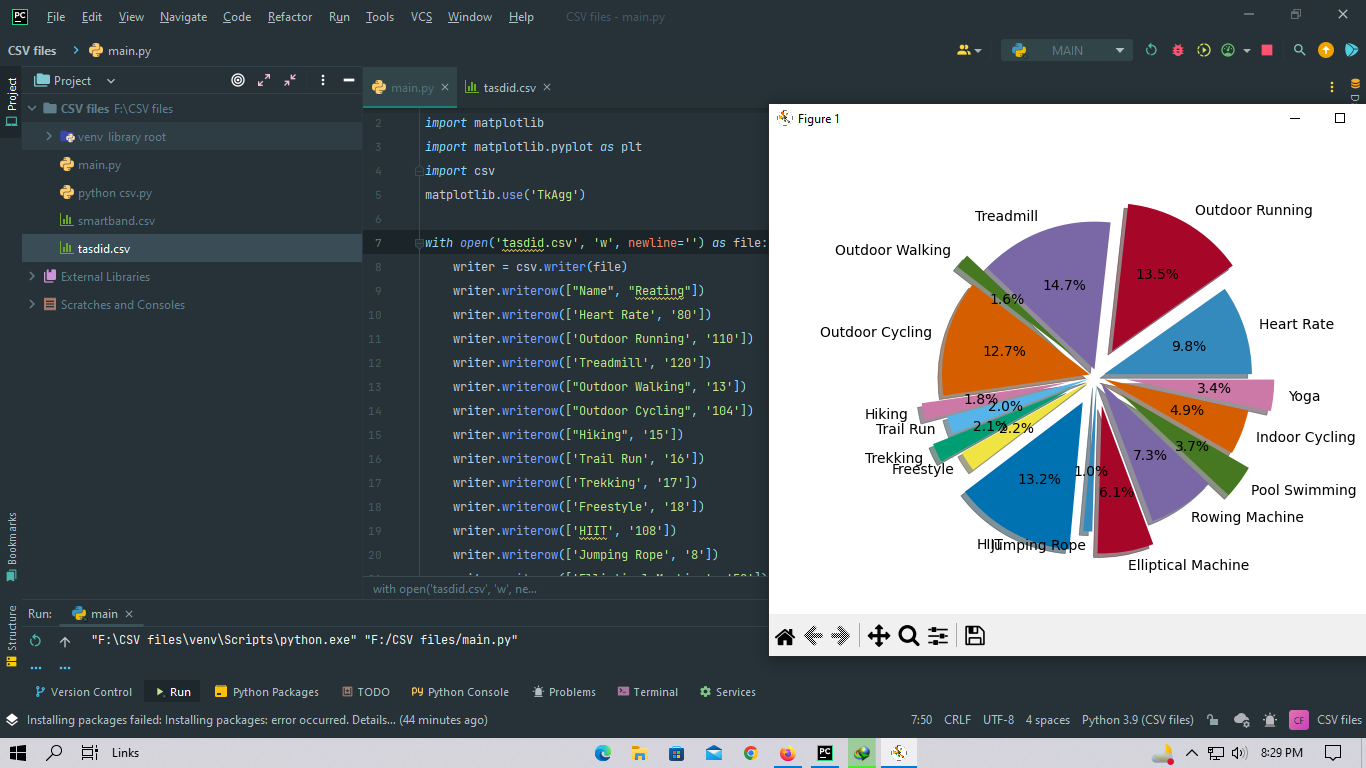 PC File Edit View Navigate Code Refactor Run Tools VCS Window Help CSV files - main.py
CSV files main.py MAIN
Project
Project
main.py tasdid.csv
CSV files F:\CSV files
venv library root
main.py
python csv.py
smartband.csv
tasdid.csv
External Libraries
Scratches and Consoles
Bookmarks
Structure
2 import matplotlib
3 import matplotlib.pyplot as plt
4 import csv
5 matplotlib.use('TkAgg')
6
7 with open('tasdid.csv', 'w', newline='') as file:
8 writer = csv.writer(file)
9 writer.writerow(["Name", "Reating"])
10 writer.writerow(['Heart Rate', '80'])
11 writer.writerow(['Outdoor Running', '110'])
12 writer.writerow(['Treadmill', '120'])
13 writer.writerow(["Outdoor Walking", '13'])
14 writer.writerow(["Outdoor Cycling", '104'])
15 writer.writerow(["Hiking", '15'])
16 writer.writerow(['Trail Run', '16'])
17 writer.writerow(['Trekking', '17'])
18 writer.writerow(['Freestyle', '18'])
19 writer.writerow(['HIIT', '108'])
20 writer.writerow(['Jumping Rope', '8'])
with open('tasdid.csv', 'w', ne...
Figure 1
Outdoor Running
13.5%
Treadmill
14.7%
Outdoor Walking
1.6%
Heart Rate
9.8%
Outdoor Cycling
12.7%
Yoga
3.4%
Hiking
1.8%
Trail Run
2.0%
Indoor Cycling
4.9%
Trekking
2.1%
Freestyle
2.2%
Pool Swimming
3.7%
Rowing Machine
7.3%
HIIT
13.2%
Jumping Rope
1.0%
Elliptical Machine
6.1%
Run: main
"F:\CSV files\venv\Scripts\python.exe" "F:/CSV files/main.py"
Version Control Run Python Packages TODO Python Console Problems Terminal Services
Installing packages failed: Installing packages: error occurred. Details... (44 minutes ago) 7:50 CRLF UTF-8 4 spaces Python 3.9 (CSV files) CF CSV files
Links PC 8:29 PM